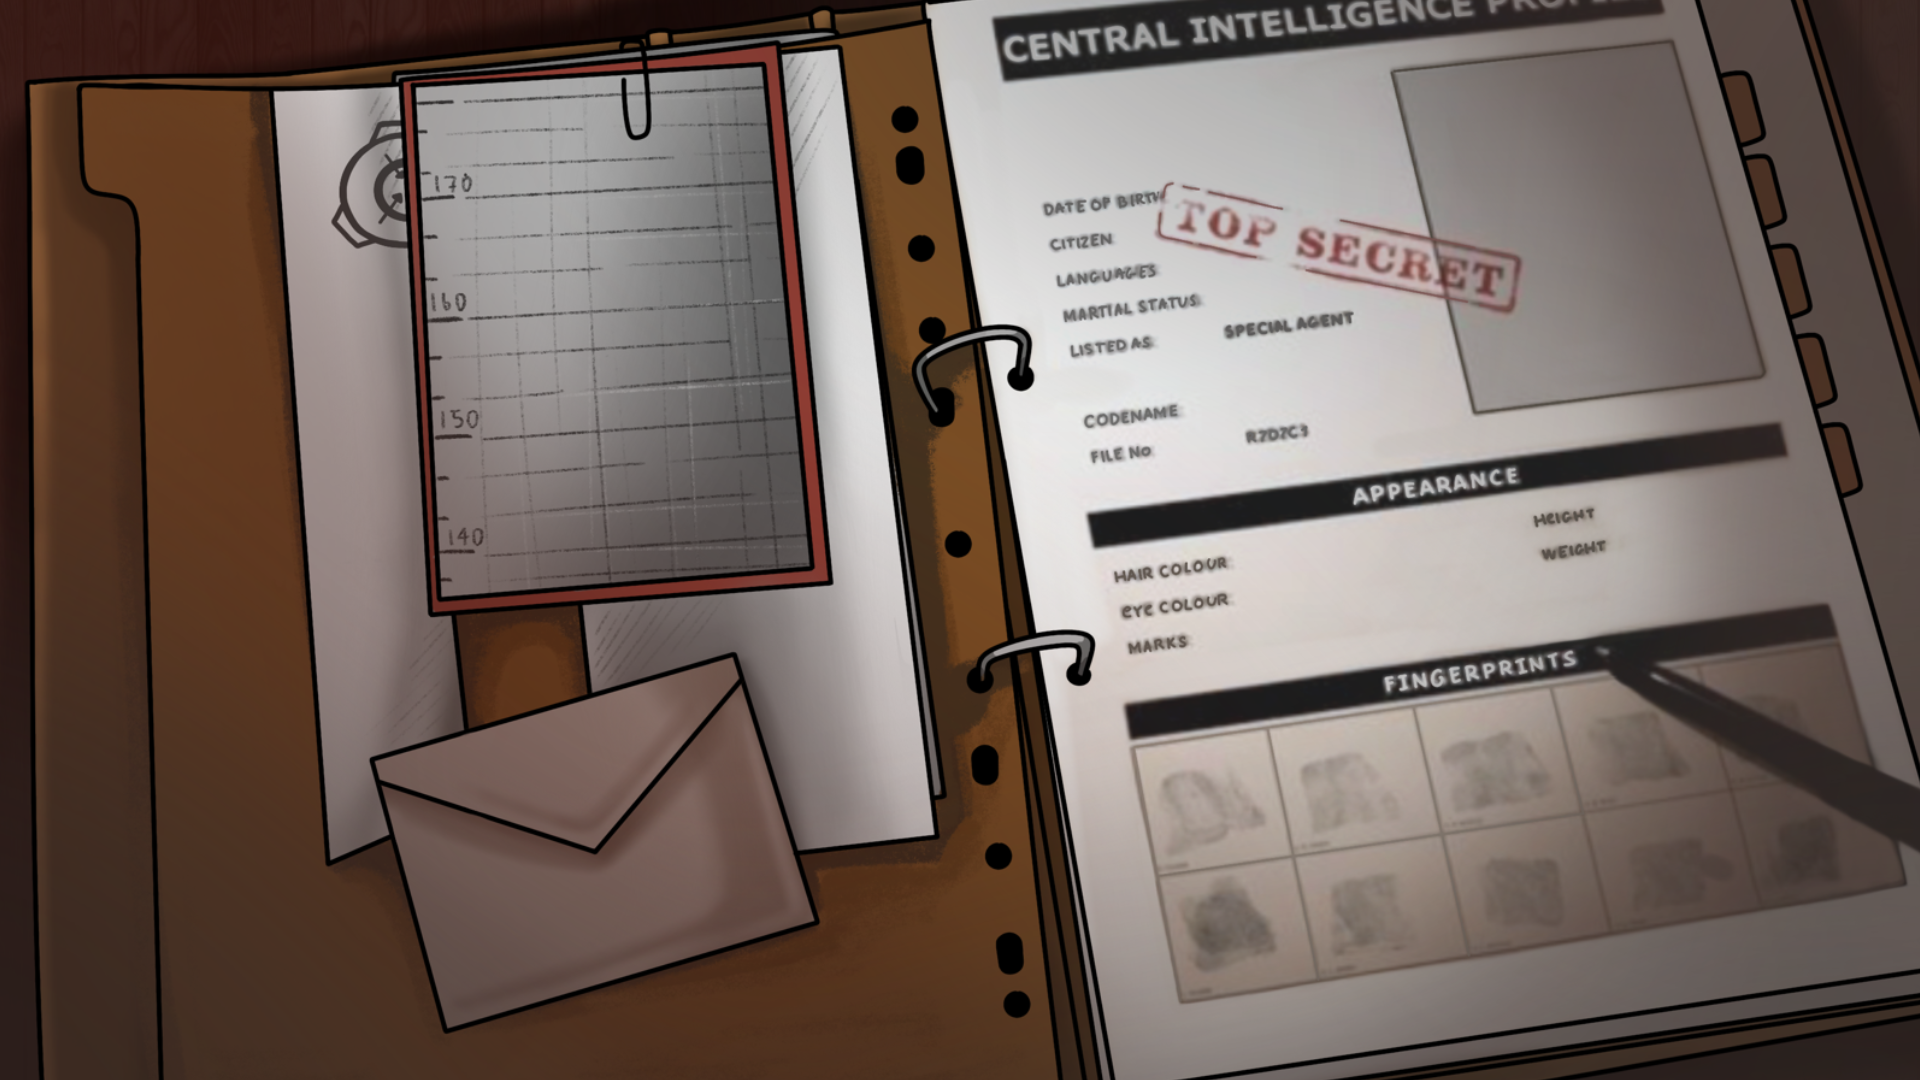 170
160
150
140
CENTRAL INTELLIGENCE
DATE OF BIRTH
CITIZEN
LANGUAGES
MARTIAL STATUS
LISTED AS SPECIAL AGENT
TOP SECRET
CODENAME
FILE No R2D2C3
APPEARANCE
HAIR COLOUR HEIGHT
EYE COLOUR WEIGHT
MARKS
FINGERPRINTS